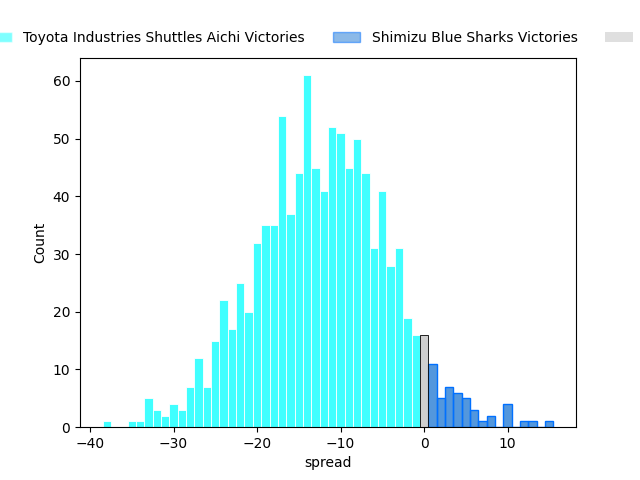 Toyota Industries Shuttles Aichi Victories Shimizu Blue Sharks Victories
60
50
40
30
20
10
0
Count
−40 −30 −20 −10 0 10
spread